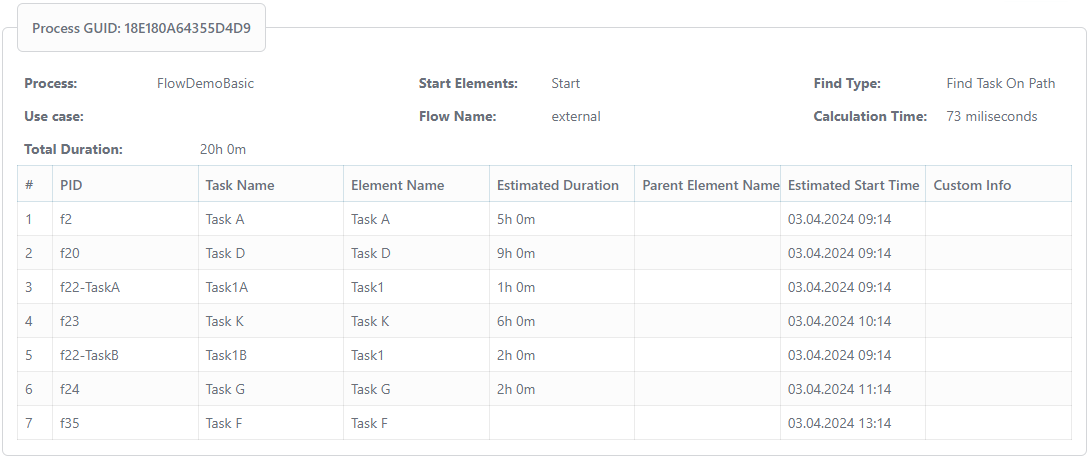 Process GUID: 18E180A64355D4D9
Process: FlowDemoBasic Start Elements: Start Find Type: Find Task On Path
Use case: Flow Name: external Calculation Time: 73 miliseconds
Total Duration: 20h 0m
# PID Task Name Element Name Estimated Duration Parent Element Name Estimated Start Time Custom Info
1 f2 Task A Task A 5h 0m 03.04.2024 09:14
2 f20 Task D Task D 9h 0m 03.04.2024 09:14
3 f22-TaskA Task1A Task1 1h 0m 03.04.2024 09:14
4 f23 Task K Task K 6h 0m 03.04.2024 10:14
5 f22-TaskB Task1B Task1 2h 0m 03.04.2024 09:14
6 f24 Task G Task G 2h 0m 03.04.2024 11:14
7 f35 Task F Task F 03.04.2024 13:14